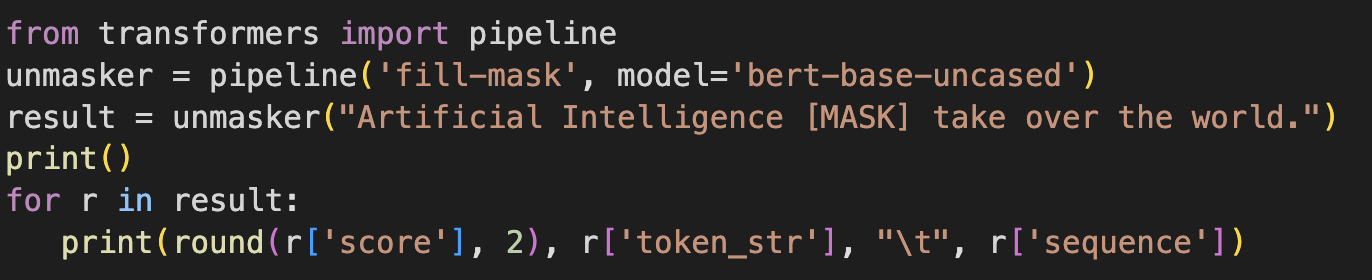 from transformers import pipeline
unmasker = pipeline('fill-mask', model='bert-base-uncased')
result = unmasker("Artificial Intelligence [MASK] take over the world.")
print()
for r in result:
   print(round(r['score'], 2), r['token_str'], "\t", r['sequence'])